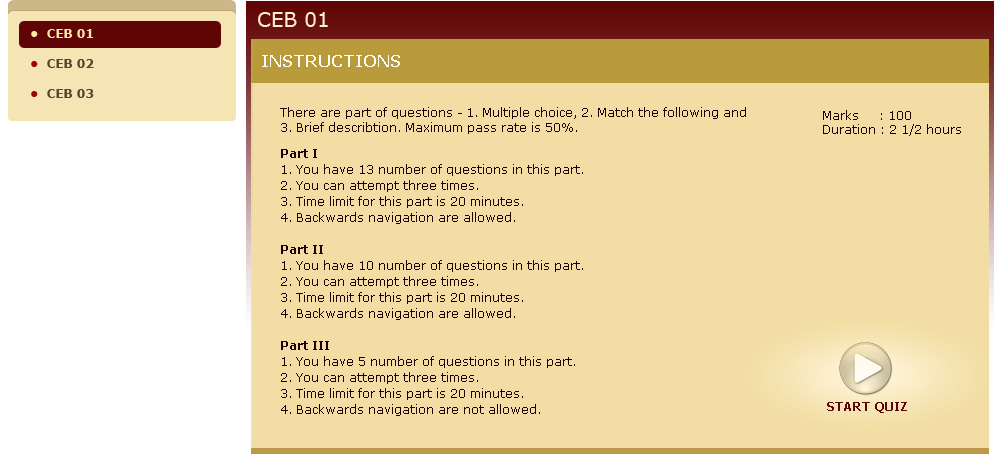 CEB 01
CEB 02
CEB 03
CEB 01
INSTRUCTIONS
There are part of questions - 1. Multiple choice, 2. Match the following and
3. Brief describtion. Maximum pass rate is 50%.
Marks : 100
Duration : 2 1/2 hours
Part I
1. You have 13 number of questions in this part.
2. You can attempt three times.
3. Time limit for this part is 20 minutes.
4. Backwards navigation are allowed.
Part II
1. You have 10 number of questions in this part.
2. You can attempt three times.
3. Time limit for this part is 20 minutes.
4. Backwards navigation are allowed.
Part III
1. You have 5 number of questions in this part.
2. You can attempt three times.
3. Time limit for this part is 20 minutes.
4. Backwards navigation are not allowed.
START QUIZ